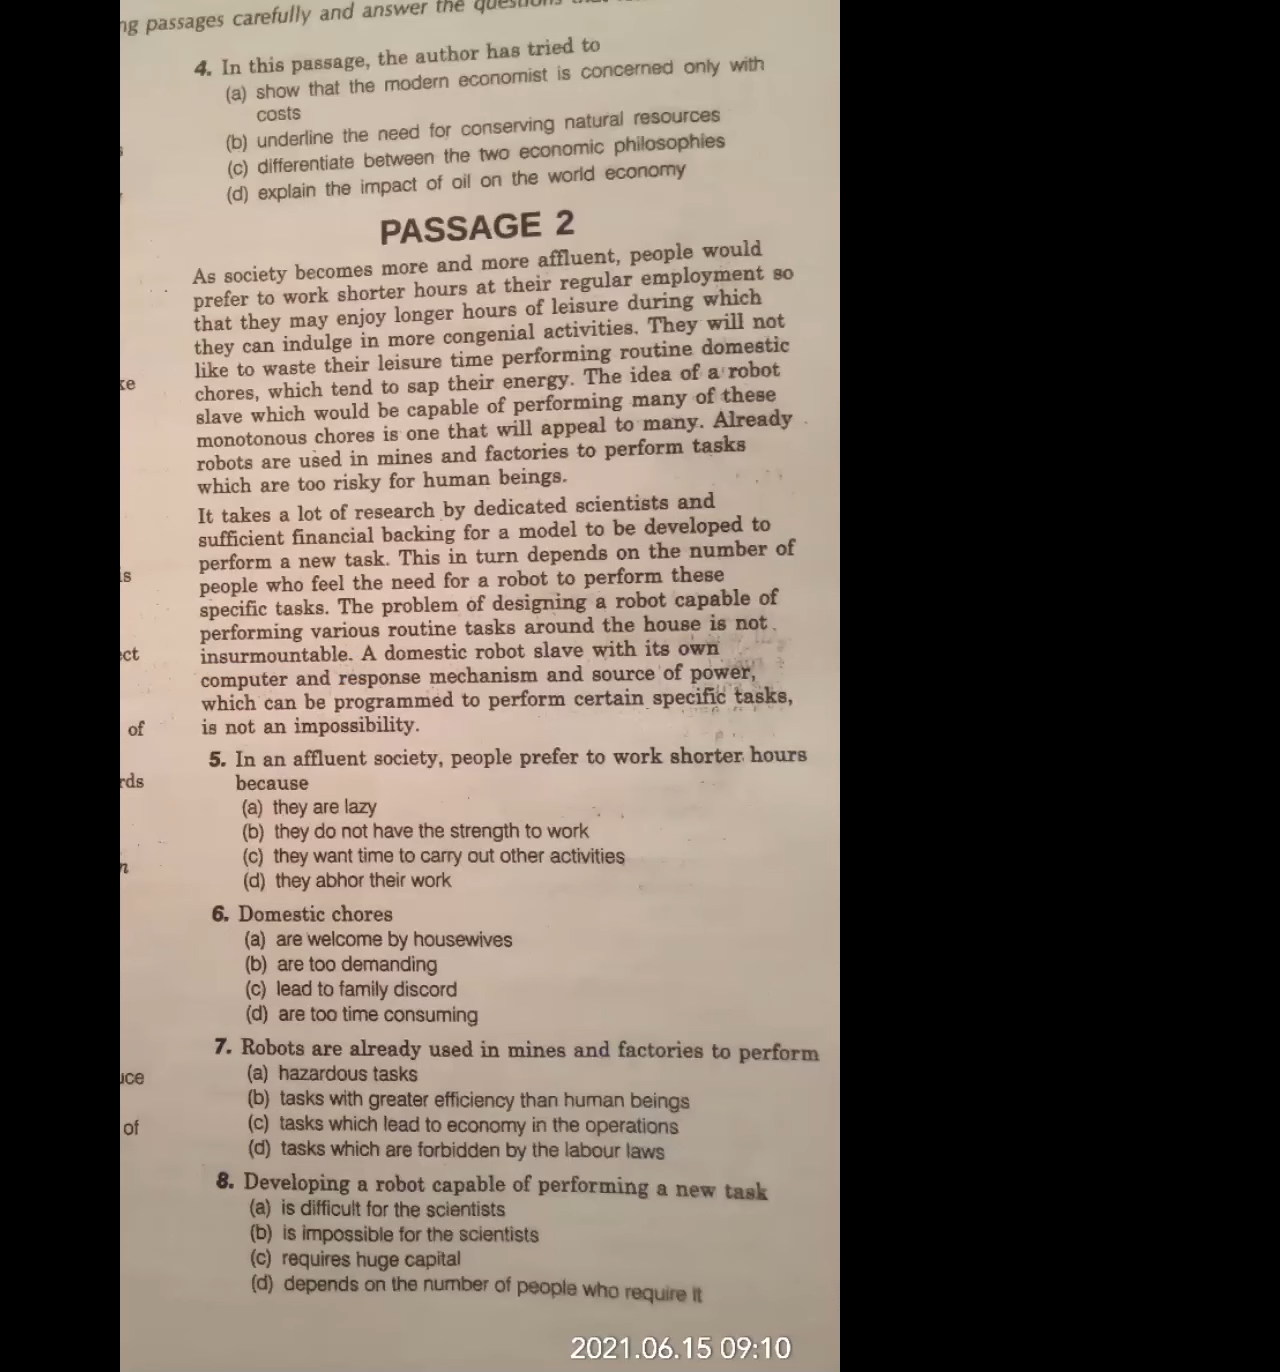 ng passages carefully and answer the questions
4. In this passage, the author has tried to
(a) show that the modern economist is concerned only with
costs
(b) underline the need for conserving natural resources
(c) differentiate between the two economic philosophies
(d) explain the impact of oil on the world economy
PASSAGE 2
As society becomes more and more affluent, people would
prefer to work shorter hours at their regular employment so
that they may enjoy longer hours of leisure during which
they can indulge in more congenial activities. They will not
like to waste their leisure time performing routine domestic
chores, which tend to sap their energy. The idea of a robot
slave which would be capable of performing many of these
monotonous chores is one that will appeal to many. Already
robots are used in mines and factories to perform tasks
which are too risky for human beings.
It takes a lot of research by dedicated scientists and
sufficient financial backing for a model to be developed to
perform a new task. This in turn depends on the number of
people who feel the need for a robot to perform these
specific tasks. The problem of designing a robot capable of
performing various routine tasks around the house is not
insurmountable. A domestic robot slave with its own
computer and response mechanism and source of power,
which can be programmed to perform certain specific tasks,
is not an impossibility.
5. In an affluent society, people prefer to work shorter hours
because
(a) they are lazy
(b) they do not have the strength to work
(c) they want time to carry out other activities
(d) they abhor their work
6. Domestic chores
(a) are welcome by housewives
(b) are too demanding
(c) lead to family discord
(d) are too time consuming
7. Robots are already used in mines and factories to perform
(a) hazardous tasks
(b) tasks with greater efficiency than human beings
(c) tasks which lead to economy in the operations
(d) tasks which are forbidden by the labour laws
8. Developing a robot capable of performing a new task
(a) is difficult for the scientists
(b) is impossible for the scientists
(c) requires huge capital
(d) depends on the number of people who require it
ke
is
ect
of
rds
n
uce
of
2021.06.15 09:10